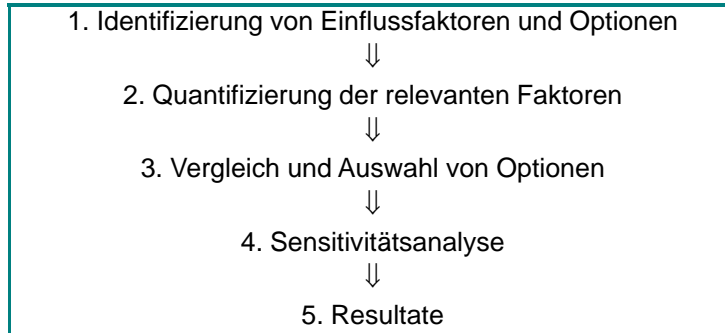 1. Identifizierung von Einflussfaktoren und Optionen
⇓
2. Quantifizierung der relevanten Faktoren
⇓
3. Vergleich und Auswahl von Optionen
⇓
4. Sensitivitätsanalyse
⇓
5. Resultate